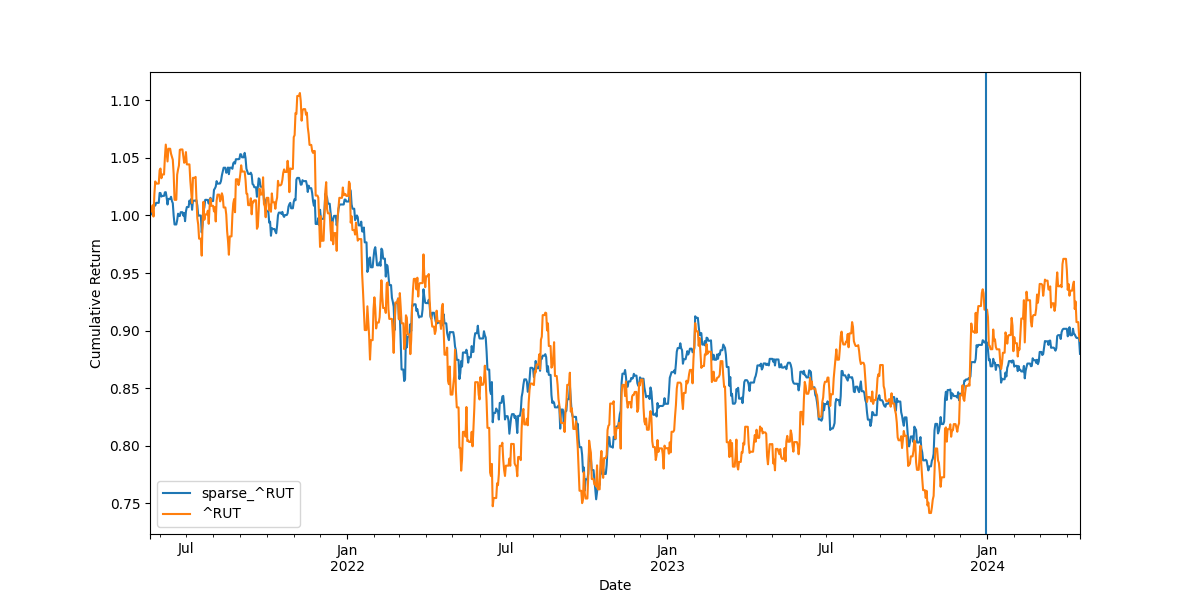 1.10
1.05
1.00
0.95
0.90
0.85
0.80
0.75
Cumulative Return
sparse_^RUT
^RUT
Jul
Jan
2022
Jul
Jan
2023
Jul
Jan
2024
Date